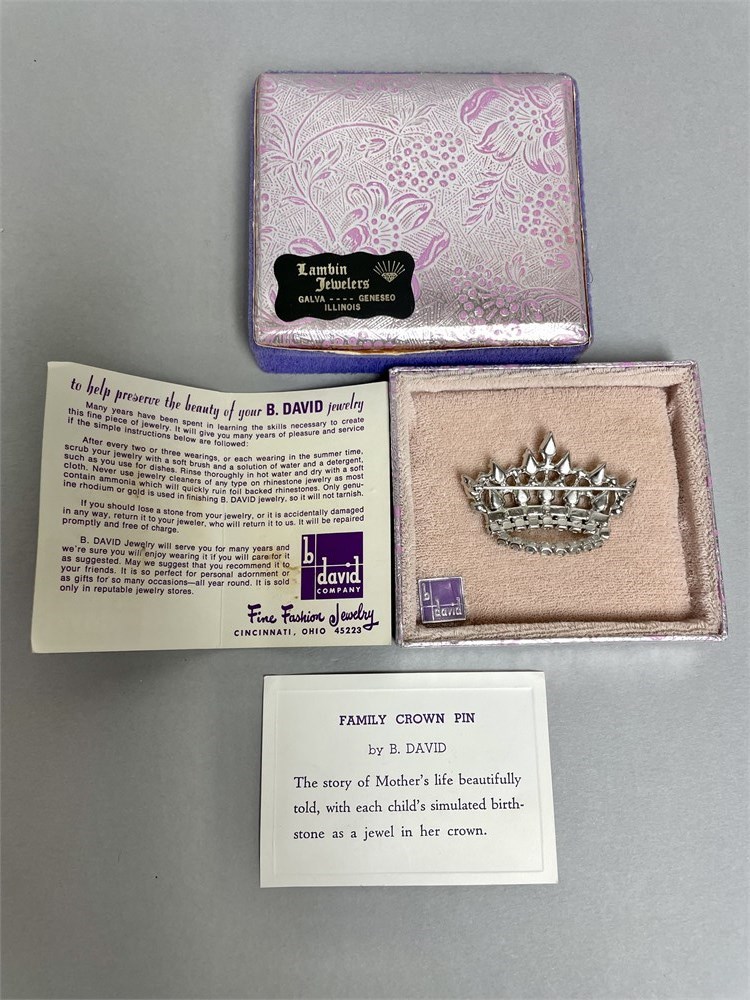 Lambin
Jewelers
GALVA ---- GENESEO
ILLINOIS
to help preserve the beauty of your B. DAVID jewelry
Many years have been spent in learning the skills necessary to create
this fine piece of jewelry. It will give you many years of pleasure and service
if the simple instructions below are followed:
After every two or three wearings, or each wearing in the summer time,
scrub your jewelry with a soft brush and a solution of water and a detergent,
such as you use for dishes. Rinse thoroughly in hot water and dry with a soft
cloth. Never use jewelry cleaners of any type on rhinestone jewelry as most
contain ammonia which will quickly ruin foil backed rhinestones. Only genu-
ine rhodium or gold is used in finishing B. DAVID jewelry, so it will not tarnish.
If you should lose a stone from your jewelry, or it is accidentally damaged
in any way, return it to your jeweler, who will return it to us. It will be repaired
promptly and free of charge.
B. DAVID Jewelry will serve you for many years and
we're sure you will enjoy wearing it if you will care for it
as suggested. May we suggest that you recommend it to
your friends. It is so perfect for personal adornment or
as gifts for so many occasions—all year round. It is sold
only in reputable jewelry stores.
b
david
COMPANY
Fine Fashion Jewelry
CINCINNATI, OHIO 45223
b
david
FAMILY CROWN PIN
by B. DAVID
The story of Mother's life beautifully
told, with each child's simulated birth-
stone as a jewel in her crown.